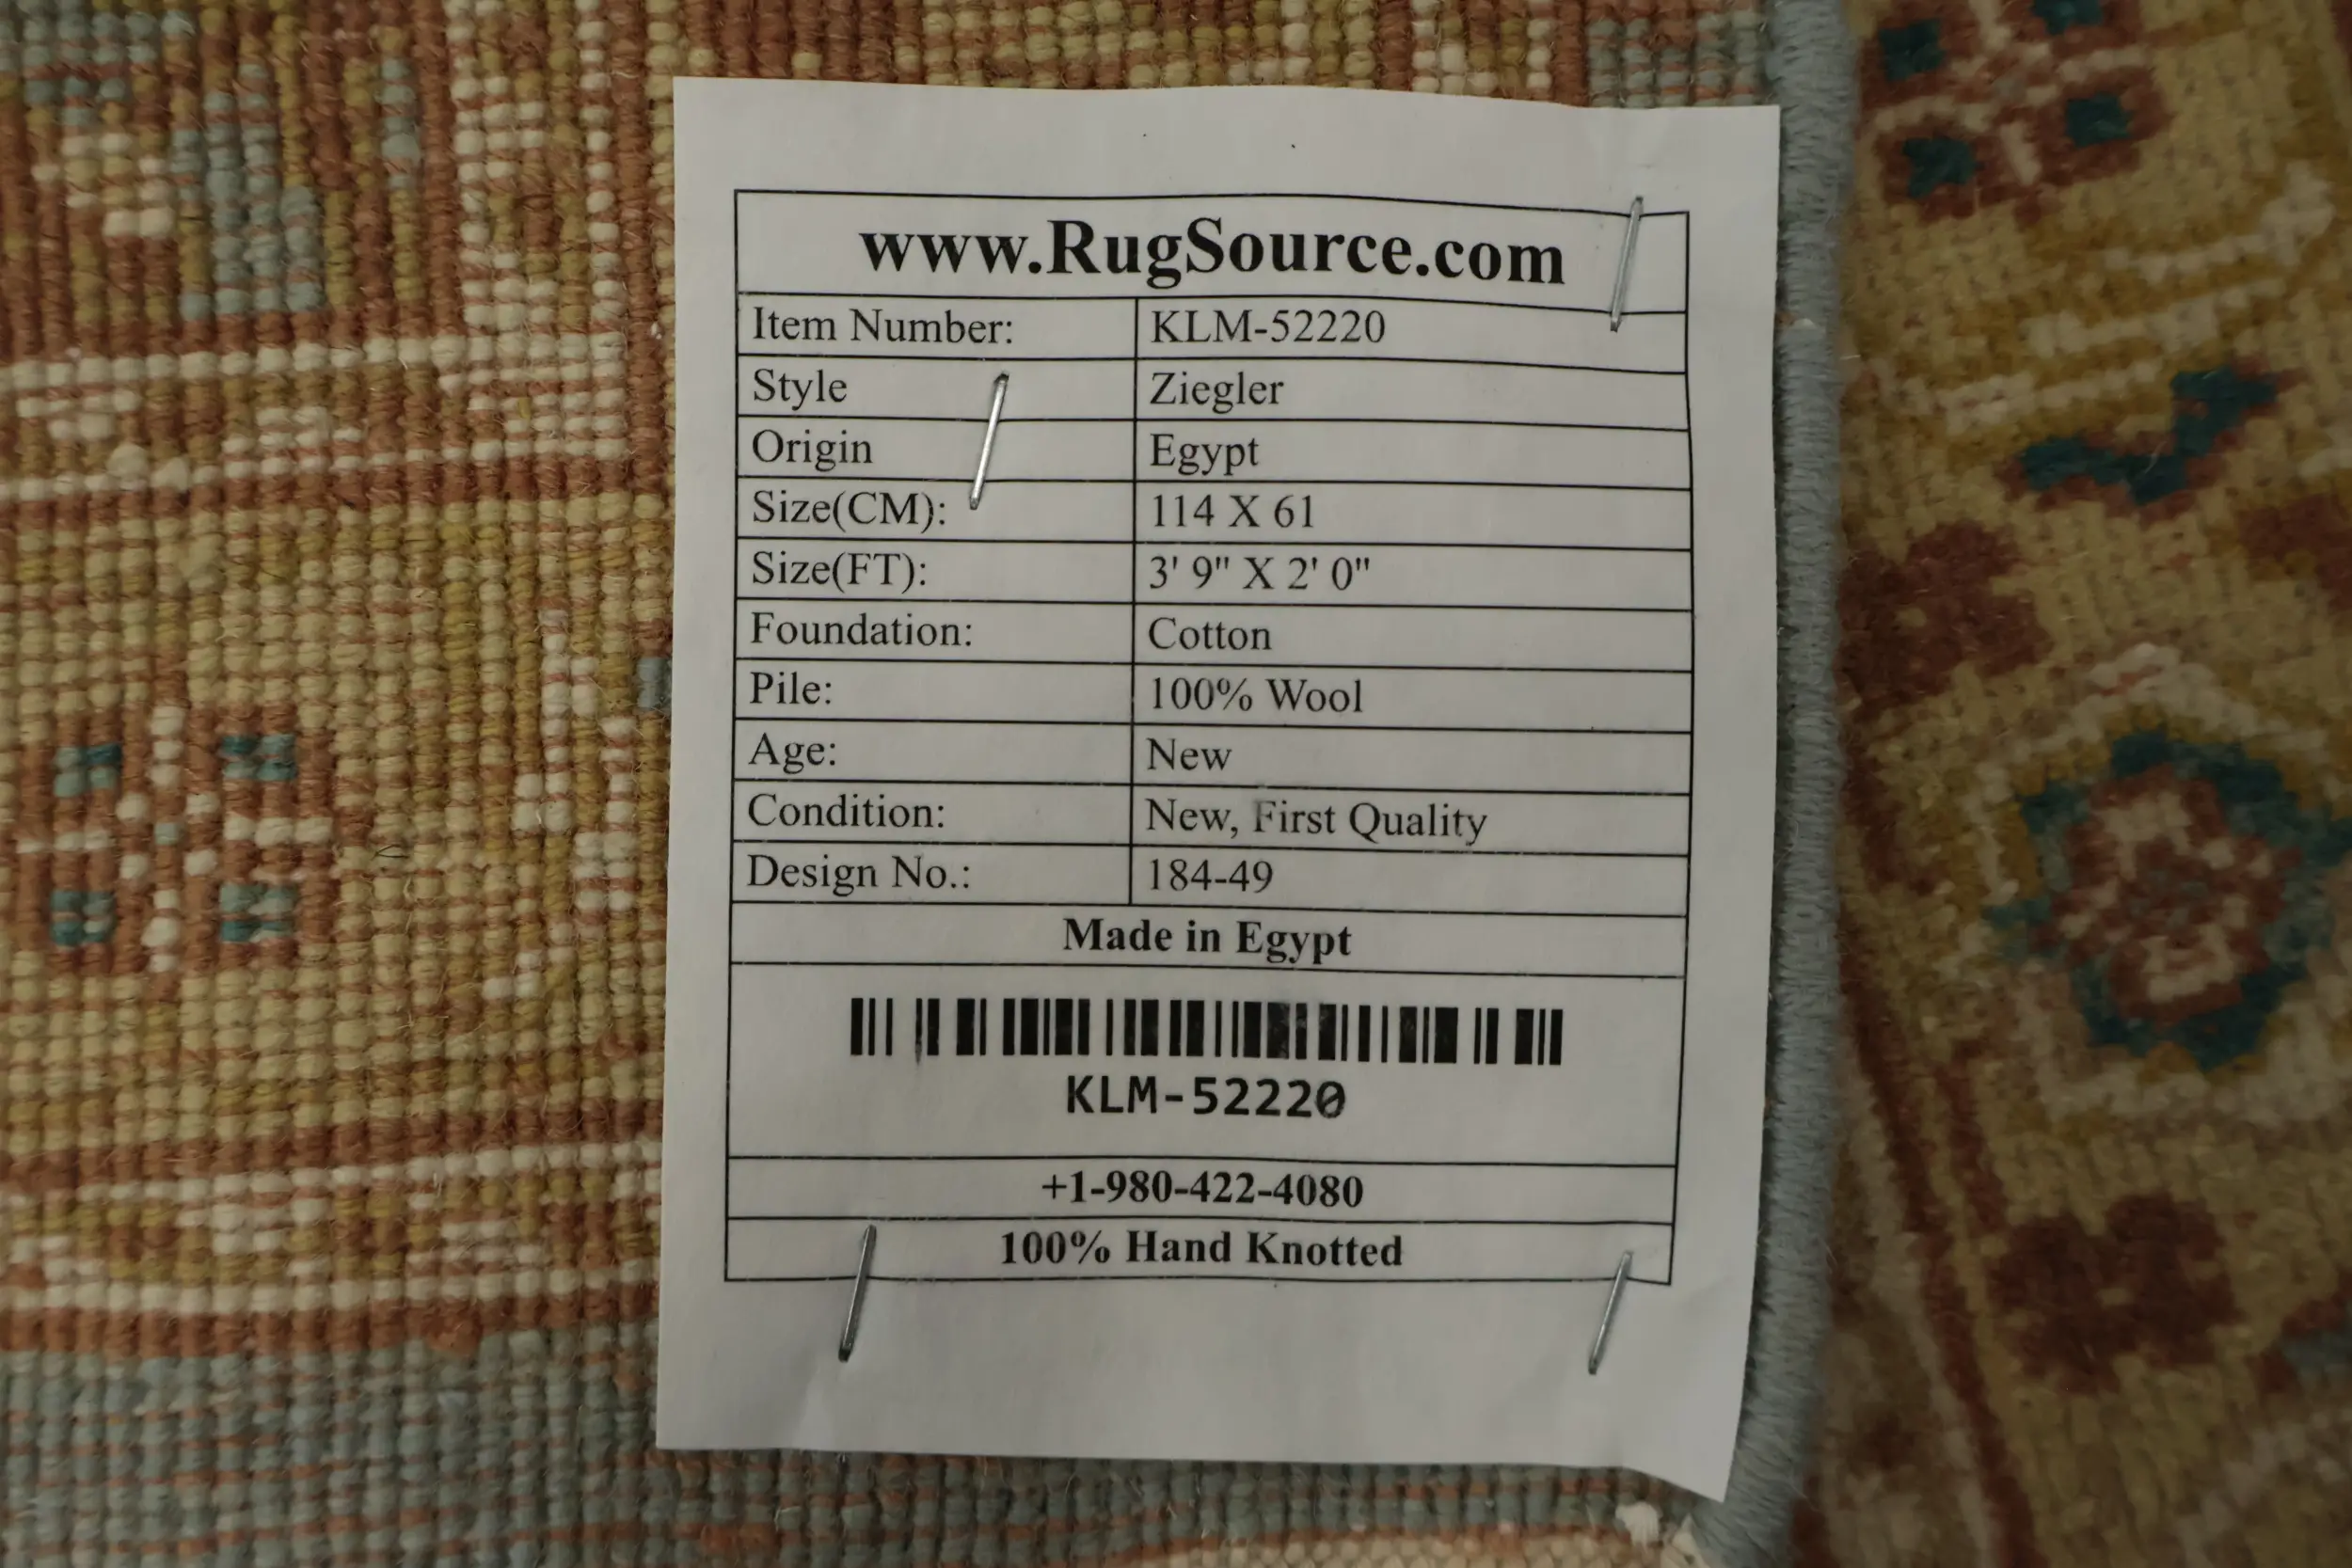 www.RugSource.com
Item Number: KLM-52220
Style Ziegler
Origin Egypt
Size(CM): 114 X 61
Size(FT): 3' 9" X 2' 0"
Foundation: Cotton
Pile: 100% Wool
Age: New
Condition: New, First Quality
Design No.: 184-49
Made in Egypt
KLM-52220
+1-980-422-4080
100% Hand Knotted